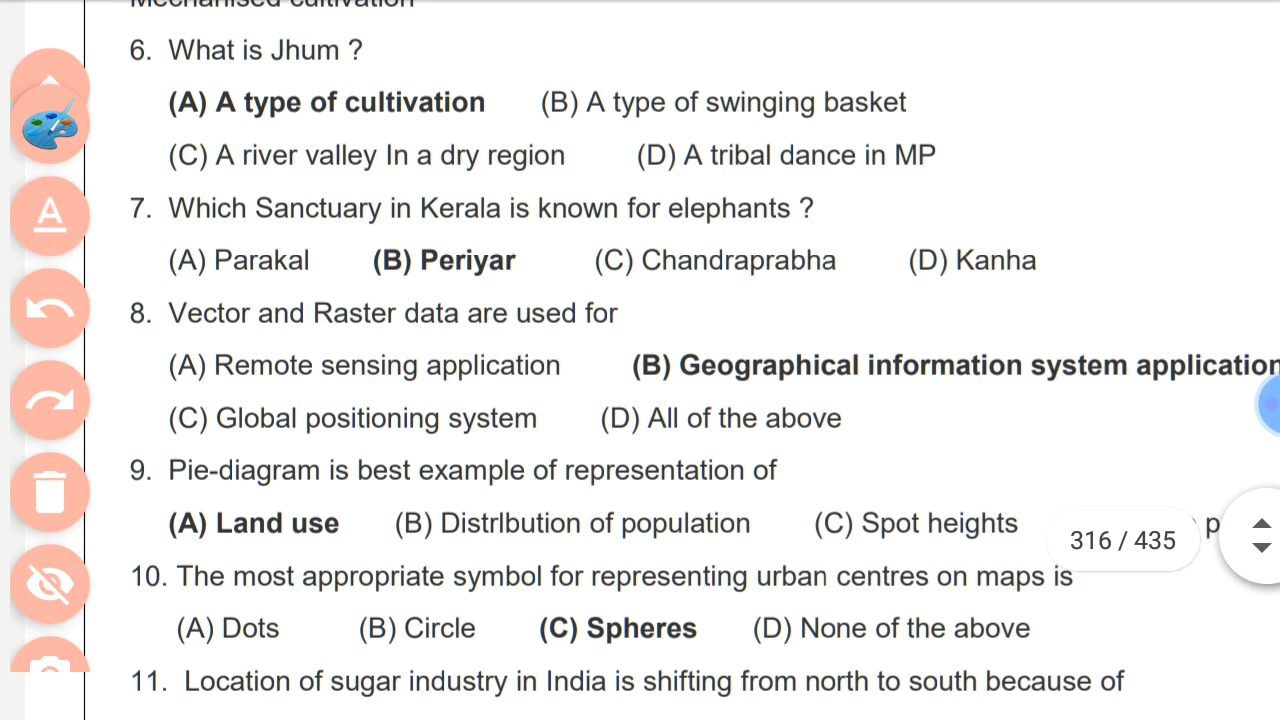 Mechanised cultivation
6. What is Jhum ?
(A) A type of cultivation (B) A type of swinging basket
(C) A river valley In a dry region (D) A tribal dance in MP
7. Which Sanctuary in Kerala is known for elephants ?
(A) Parakal (B) Periyar (C) Chandraprabha (D) Kanha
8. Vector and Raster data are used for
(A) Remote sensing application (B) Geographical information system application
(C) Global positioning system (D) All of the above
9. Pie-diagram is best example of representation of
(A) Land use (B) Distrlbution of population (C) Spot heights
316 / 435
10. The most appropriate symbol for representing urban centres on maps is
(A) Dots (B) Circle (C) Spheres (D) None of the above
11. Location of sugar industry in India is shifting from north to south because of